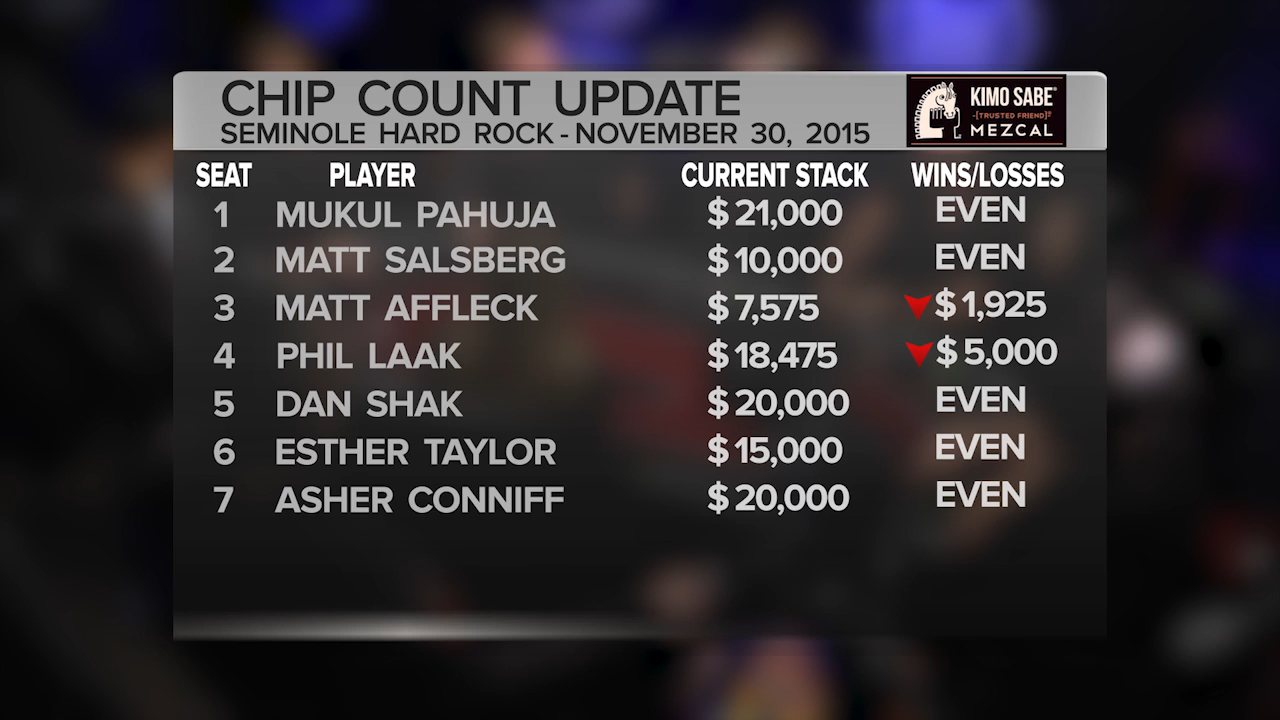 CHIP COUNT UPDATE
SEMINOLE HARD ROCK - NOVEMBER 30, 2015
KIMO SABE®
-[TRUSTED FRIEND]-
MEZCAL
SEAT PLAYER CURRENT STACK WINS/LOSSES
1 MUKUL PAHUJA $21,000 EVEN
2 MATT SALSBERG $10,000 EVEN
3 MATT AFFLECK $7,575 $1,925
4 PHIL LAAK $18,475 $5,000
5 DAN SHAK $20,000 EVEN
6 ESTHER TAYLOR $15,000 EVEN
7 ASHER CONNIFF $20,000 EVEN